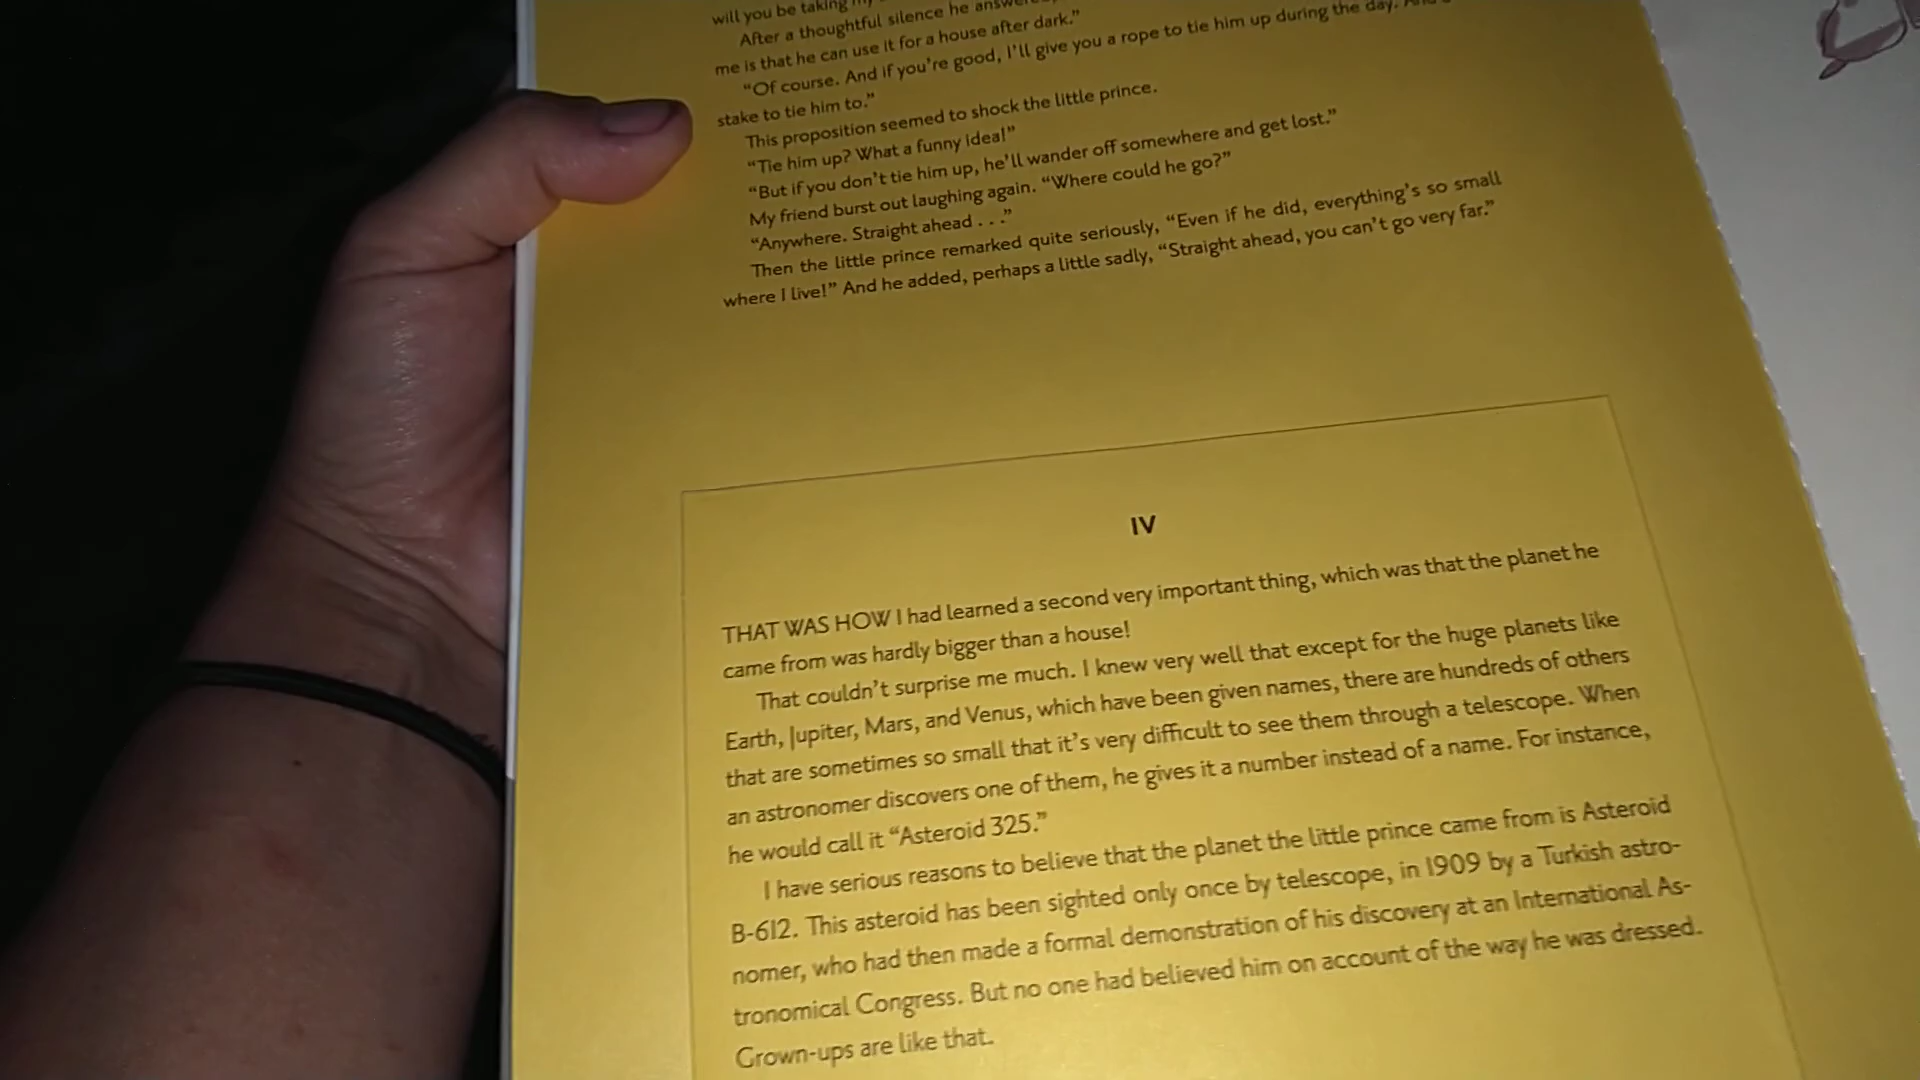 will you be taking
After a thoughtful silence he answered,
me is that he can use it for a house after dark.”
“Of course. And if you’re good, I’ll give you a rope to tie him up during the day. And a
stake to tie him to.”
This proposition seemed to shock the little prince.
“Tie him up? What a funny idea!”
“But if you don’t tie him up, he’ll wander off somewhere and get lost.”
My friend burst out laughing again. “Where could he go?”
“Anywhere. Straight ahead . . .”
Then the little prince remarked quite seriously, “Even if he did, everything’s so small
where I live!” And he added, perhaps a little sadly, “Straight ahead, you can’t go very far.”
IV
THAT WAS HOW I had learned a second very important thing, which was that the planet he
came from was hardly bigger than a house!
That couldn’t surprise me much. I knew very well that except for the huge planets like
Earth, Jupiter, Mars, and Venus, which have been given names, there are hundreds of others
that are sometimes so small that it’s very difficult to see them through a telescope. When
an astronomer discovers one of them, he gives it a number instead of a name. For instance,
he would call it “Asteroid 325.”
I have serious reasons to believe that the planet the little prince came from is Asteroid
B-612. This asteroid has been sighted only once by telescope, in 1909 by a Turkish astro-
nomer, who had then made a formal demonstration of his discovery at an International As-
tronomical Congress. But no one had believed him on account of the way he was dressed.
Grown-ups are like that.